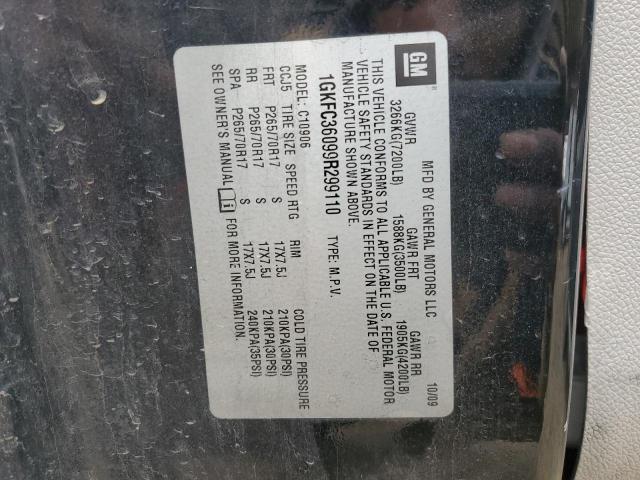 GM ®
MFD BY GENERAL MOTORS LLC 10/09
GVWR GAWR FRT GAWR RR
3266KG(7200LB) 1588KG(3500LB) 1905KG(4200LB)
THIS VEHICLE CONFORMS TO ALL APPLICABLE U.S. FEDERAL MOTOR
VEHICLE SAFETY STANDARDS IN EFFECT ON THE DATE OF
MANUFACTURE SHOWN ABOVE.
1GKFC36099R299110 TYPE: M.P.V.
MODEL: C10906
CCJ5 TIRE SIZE SPEED RTG RIM COLD TIRE PRESSURE
FRT P265/70R17 S 17X7.5J 210KPA(30PSI)
RR P265/70R17 S 17X7.5J 210KPA(30PSI)
SPA P265/70R17 S 17X7.5J 240KPA(35PSI)
SEE OWNER'S MANUAL i FOR MORE INFORMATION.